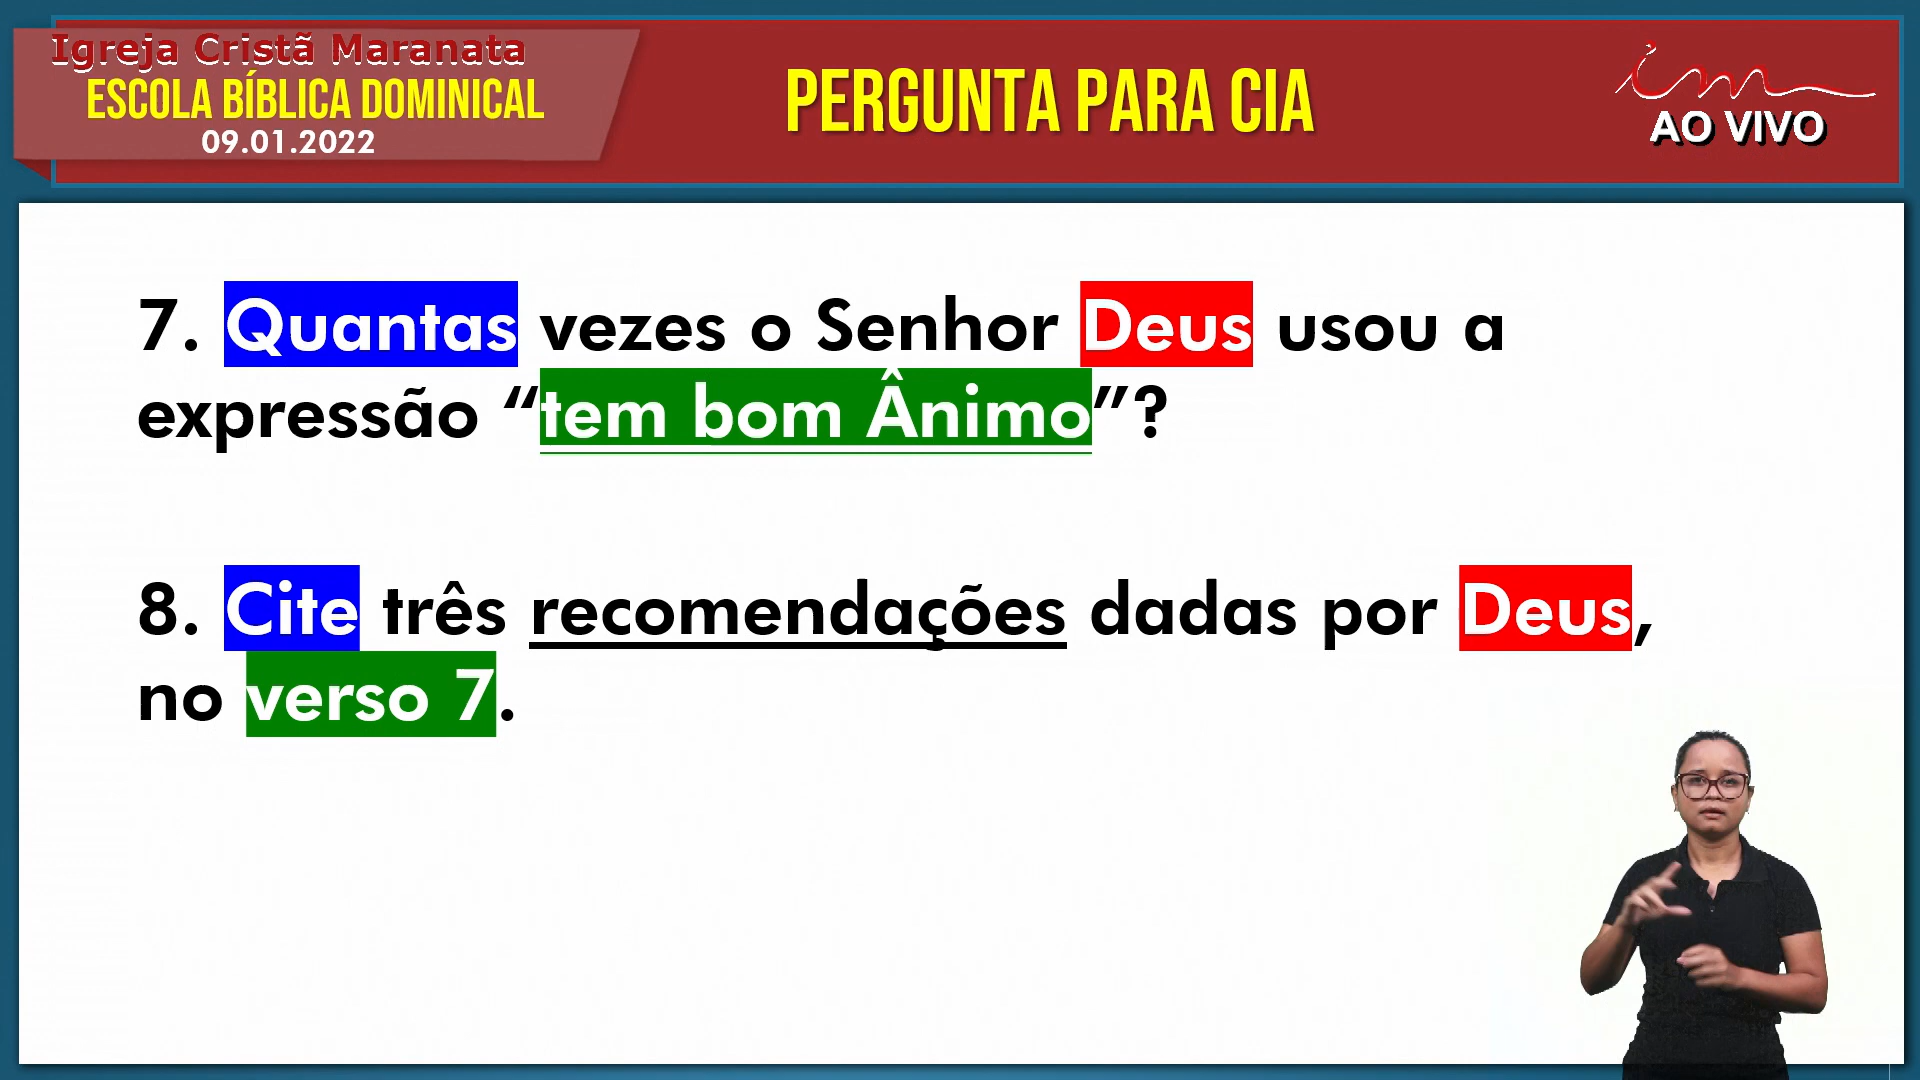 Igreja Cristã Maranata
ESCOLA BÍBLICA DOMINICAL
09.01.2022
PERGUNTA PARA CIA
im
AO VIVO
7. Quantas vezes o Senhor Deus usou a
expressão “tem bom Ânimo”?
8. Cite três recomendações dadas por Deus,
no verso 7.